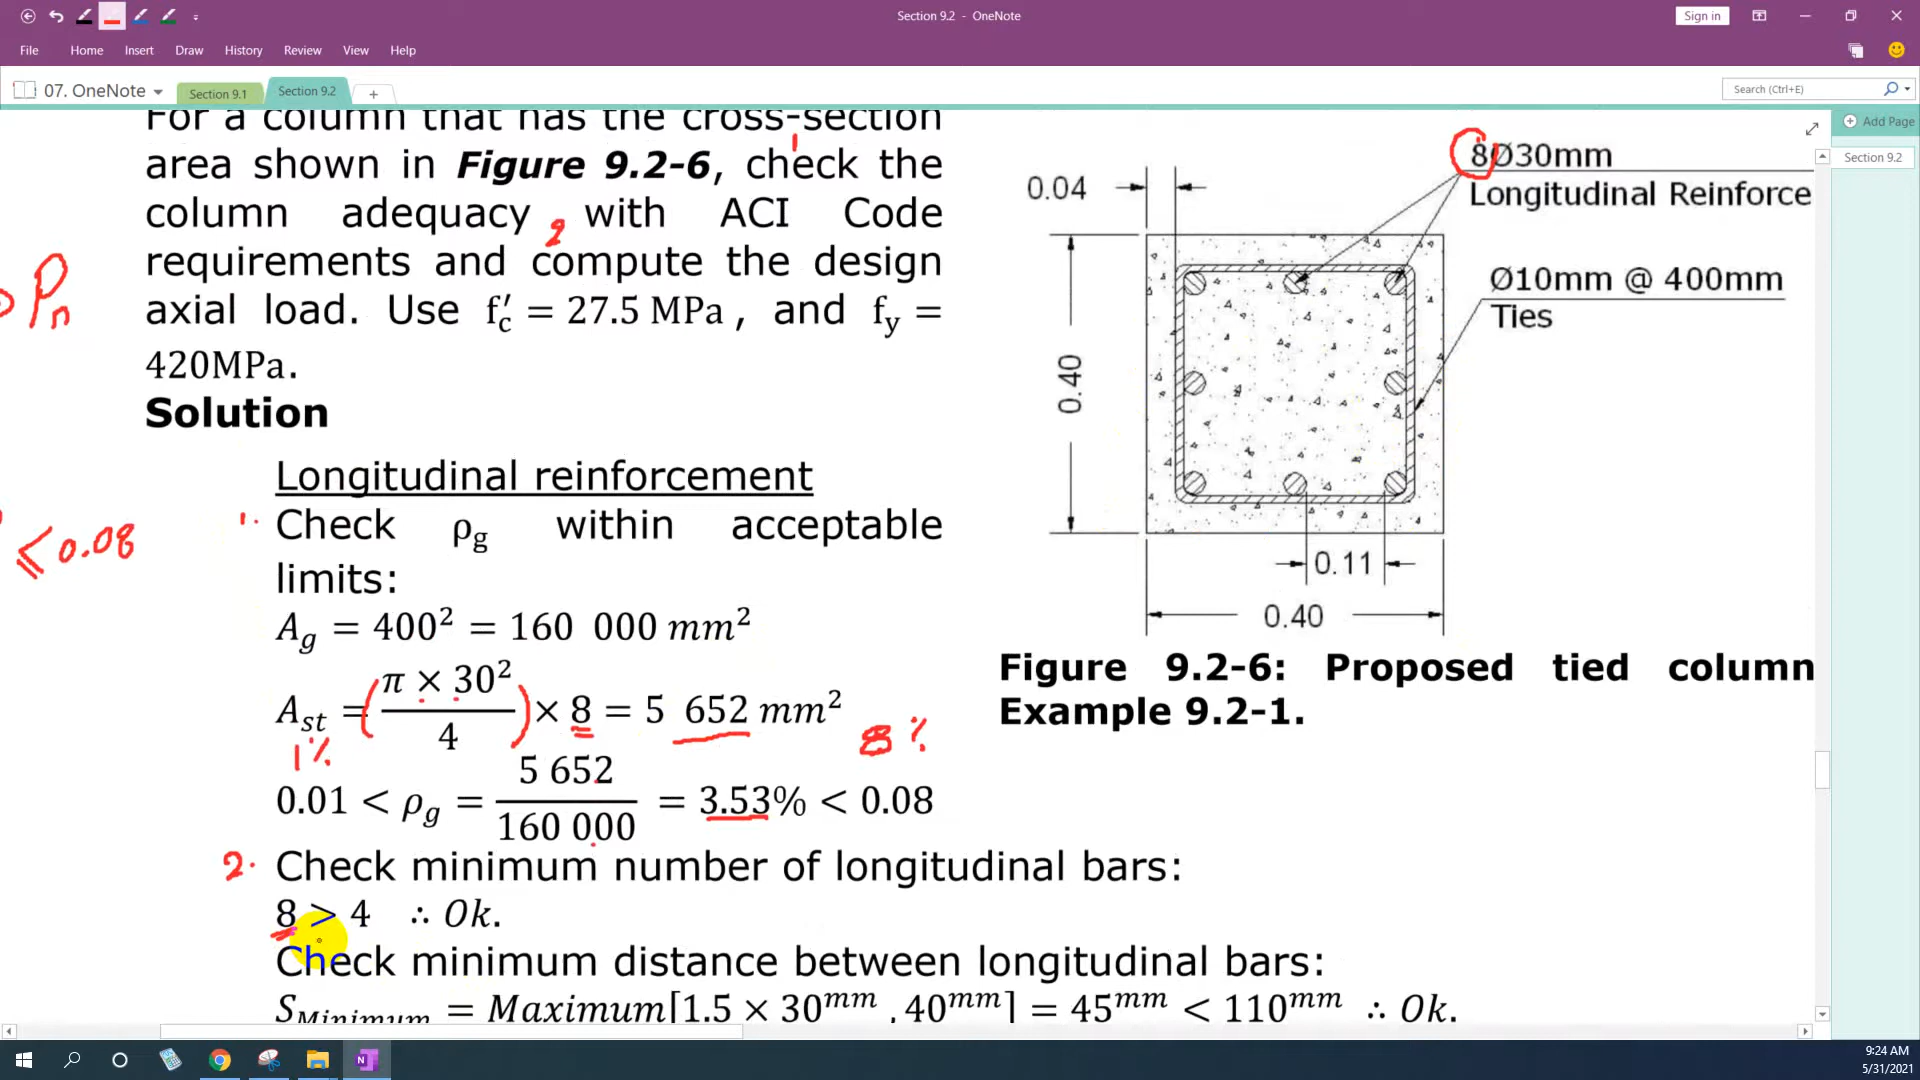 Section 9.2 - OneNote
Sign in
File Home Insert Draw History Review View Help
07. OneNote
Section 9.1
Section 9.2
+
Search (Ctrl+E)
Add Page
Section 9.2
For a column that has the cross-section
area shown in Figure 9.2-6, check the
column adequacy with ACI Code
requirements and compute the design
axial load. Use f′c = 27.5 MPa , and fy =
420MPa.
1
2
Pn
≤0.08
Solution
Longitudinal reinforcement
1.
Check ρg within acceptable
limits:
Ag = 400² = 160 000 mm²
Ast = (π × 30² / 4) × 8 = 5 652 mm²
1%
8%
0.01 < ρg = 5 652 / 160 000 = 3.53% < 0.08
2.
Check minimum number of longitudinal bars:
8 > 4 ∴ Ok.
Check minimum distance between longitudinal bars:
SMinimum = Maximum[1.5 × 30mm , 40mm] = 45mm < 110mm ∴ Ok.
8Ø30mm
Longitudinal Reinforce
0.04
Ø10mm @ 400mm
Ties
0.40
0.11
0.40
Figure 9.2-6: Proposed tied column
Example 9.2-1.
9:24 AM
5/31/2021